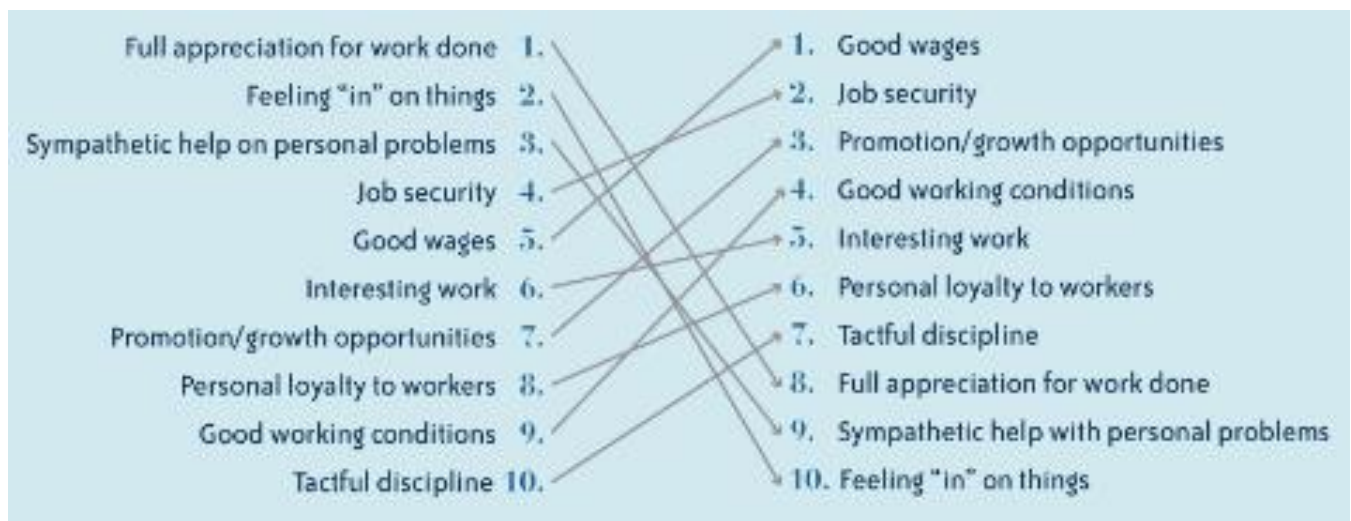 Full appreciation for work done 1.
Feeling "in" on things 2.
Sympathetic help on personal problems 3.
Job security 4.
Good wages 5.
Interesting work 6.
Promotion/growth opportunities 7.
Personal loyalty to workers 8.
Good working conditions 9.
Tactful discipline 10.
1. Good wages
2. Job security
3. Promotion/growth opportunities
4. Good working conditions
5. Interesting work
6. Personal loyalty to workers
7. Tactful discipline
8. Full appreciation for work done
9. Sympathetic help with personal problems
10. Feeling "in" on things